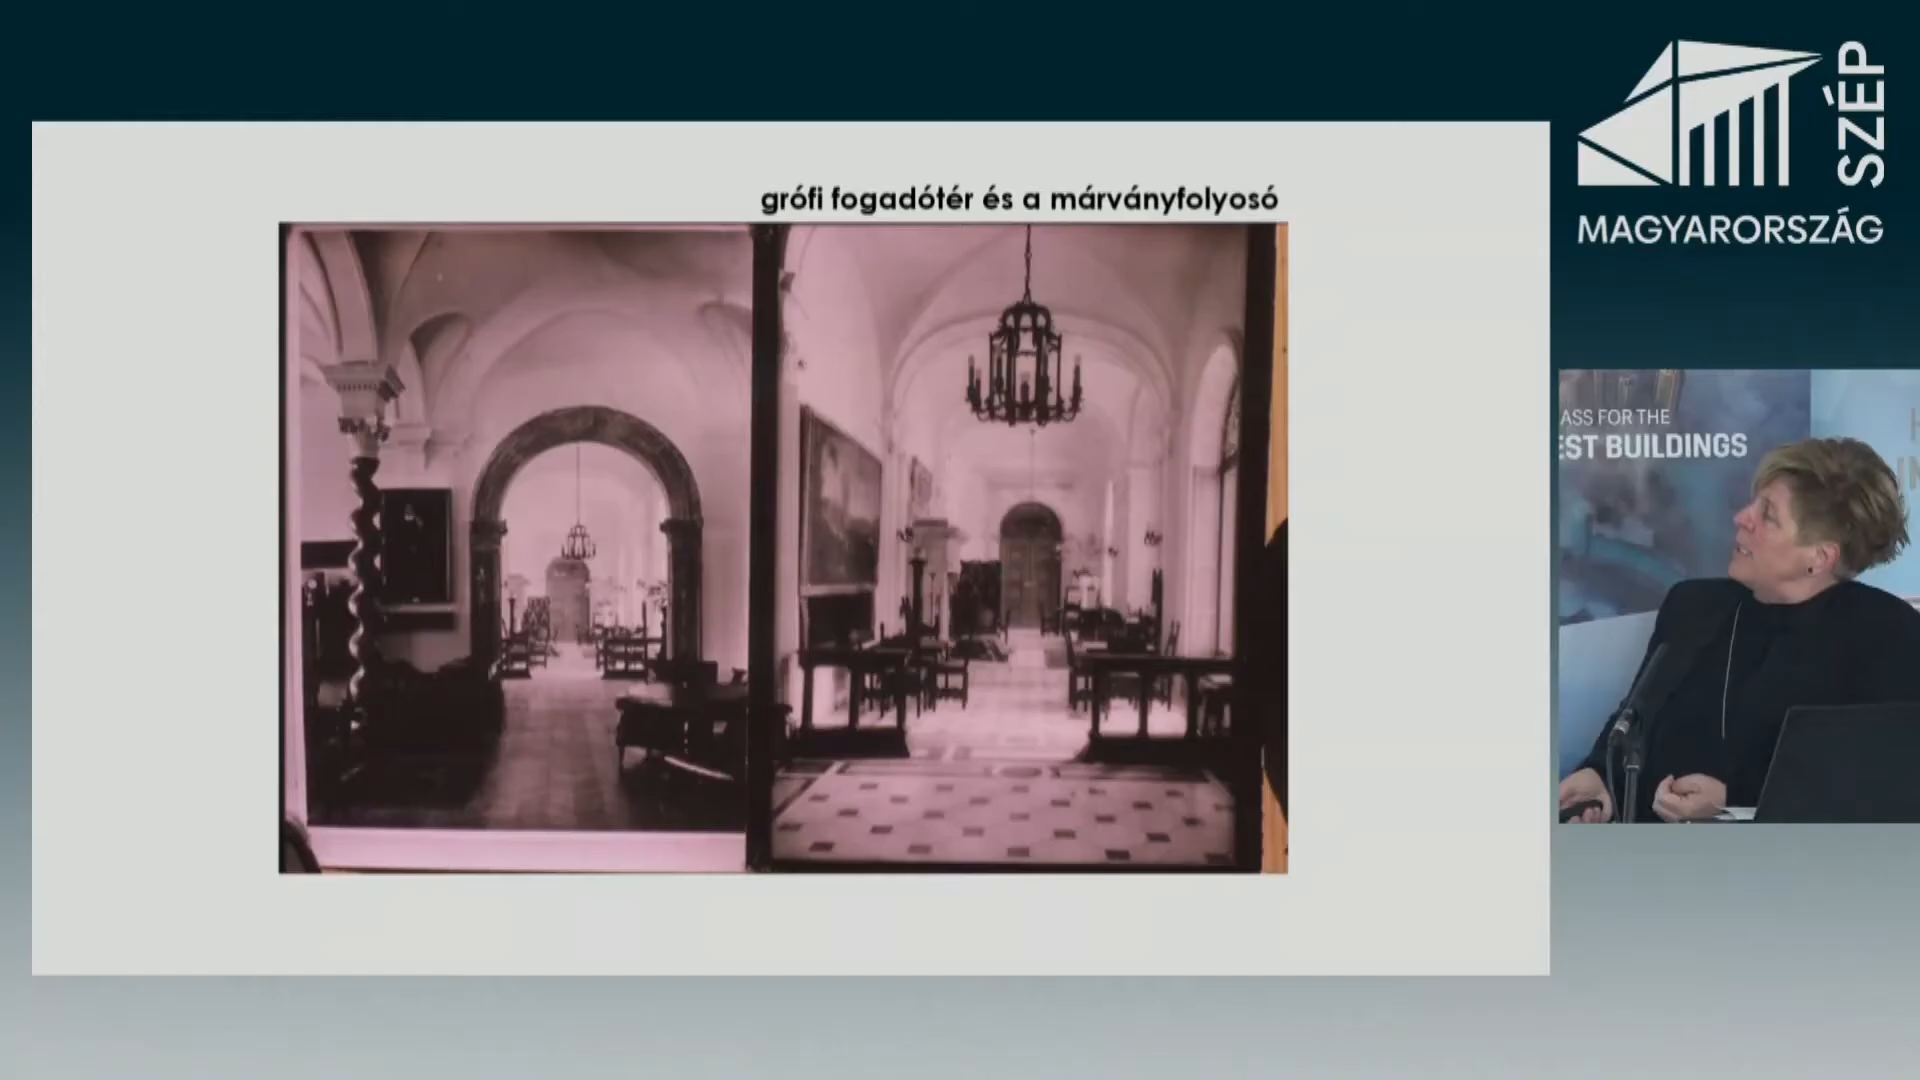 grófi fogadótér és a márványfolyosó
SZÉP
MAGYARORSZÁG
ASS FOR THE
EST BUILDINGS